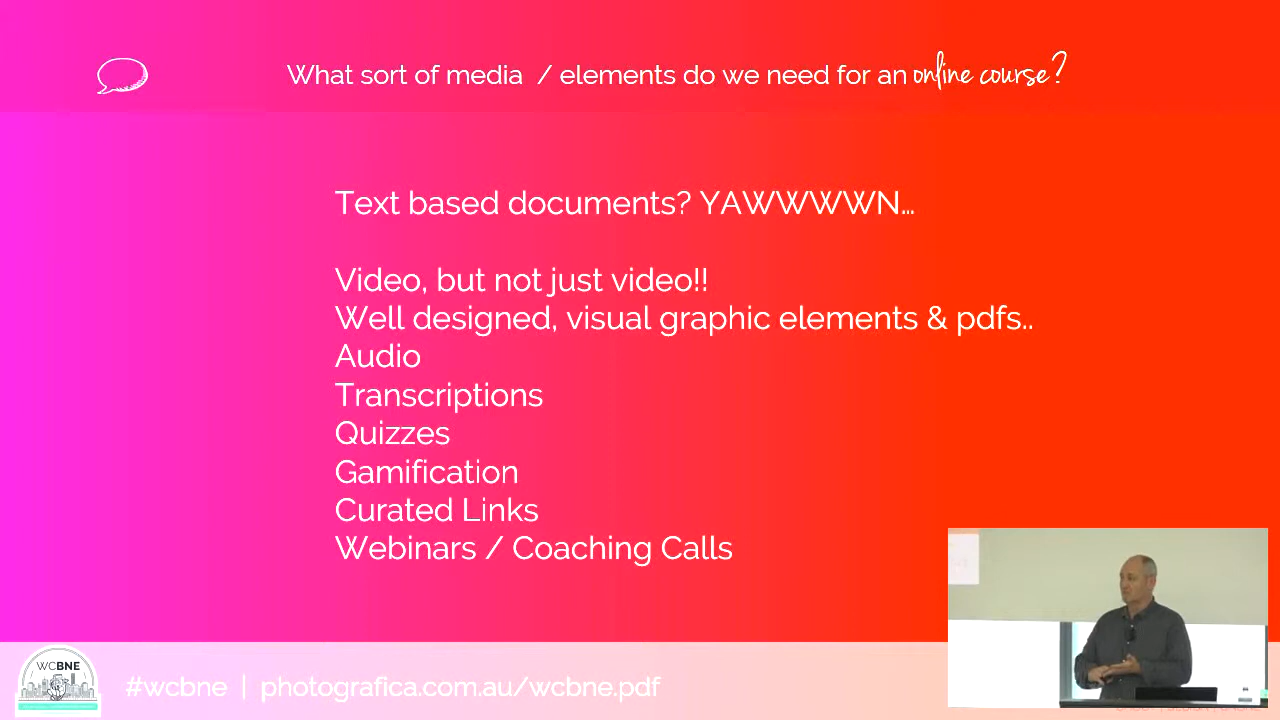 What sort of media / elements do we need for an online course?
Text based documents? YAWWWWN...
Video, but not just video!!
Well designed, visual graphic elements & pdfs..
Audio
Transcriptions
Quizzes
Gamification
Curated Links
Webinars / Coaching Calls
WCBNE
#wcbne | photografica.com.au/wcbne.pdf